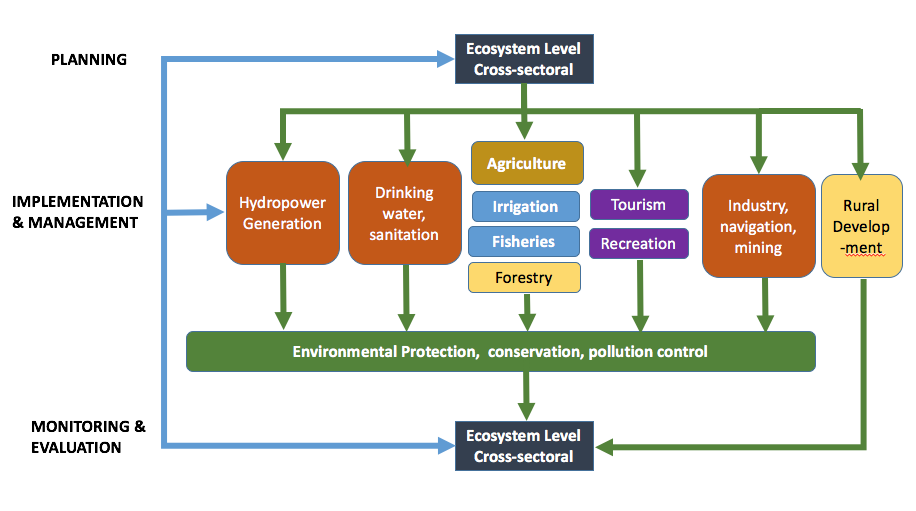 PLANNING
Ecosystem Level
Cross-sectoral
IMPLEMENTATION
& MANAGEMENT
Hydropower
Generation
Drinking
water,
sanitation
Agriculture
Irrigation
Fisheries
Forestry
Tourism
Recreation
Industry,
navigation,
mining
Rural
Develop
-ment
Environmental Protection,  conservation, pollution control
MONITORING &
EVALUATION
Ecosystem Level
Cross-sectoral